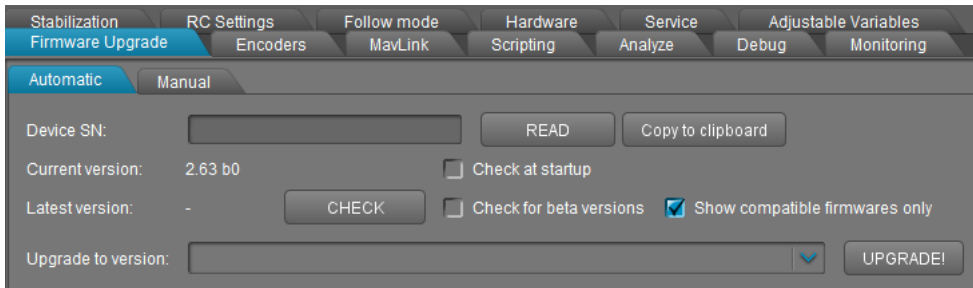 Stabilization RC Settings Follow mode Hardware Service Adjustable Variables
Firmware Upgrade Encoders MavLink Scripting Analyze Debug Monitoring
Automatic Manual
Device SN: READ Copy to clipboard
Current version: 2.63 b0 Check at startup
Latest version: - CHECK Check for beta versions Show compatible firmwares only
Upgrade to version: UPGRADE!